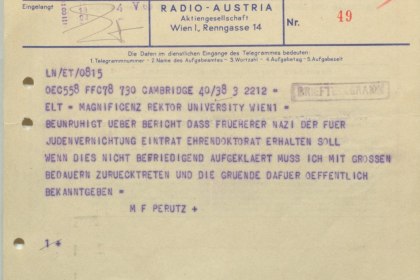 Eingelangt
RADIO-AUSTRIA
Aktiengesellschaft
Wien I., Renngasse 14
Nr. 49
Die Daten im dienstlichen Eingange des Telegrammes bedeuten:
1. Telegrammnummer - 2. Name des Aufgabeamtes - 3. Wortzahl - 4. Aufgabetag - 5. Aufgabezeit
LN/ET/0815
OEC558 FFC78 730 CAMBRIDGE 40/38 3 2212 =
ELT = MAGNIFICENZ REKTOR UNIVERSITY WIEN1 =
BEUNRUHIGT UEBER BERICHT DASS FRUEHERER NAZI DER FUER
JUDENVERNICHTUNG EINTRAT EHRENDOKTORAT ERHALTEN SOLL
WENN DIES NICHT BEFRIEDIGEND AUFGEKLAERT MUSS ICH MIT GROSSEN
BEDAUERN ZURUECKTRETEN UND DIE GRUENDE DAFUER OEFFENTLICH
BEKANNTGEBEN =
M F PERUTZ +